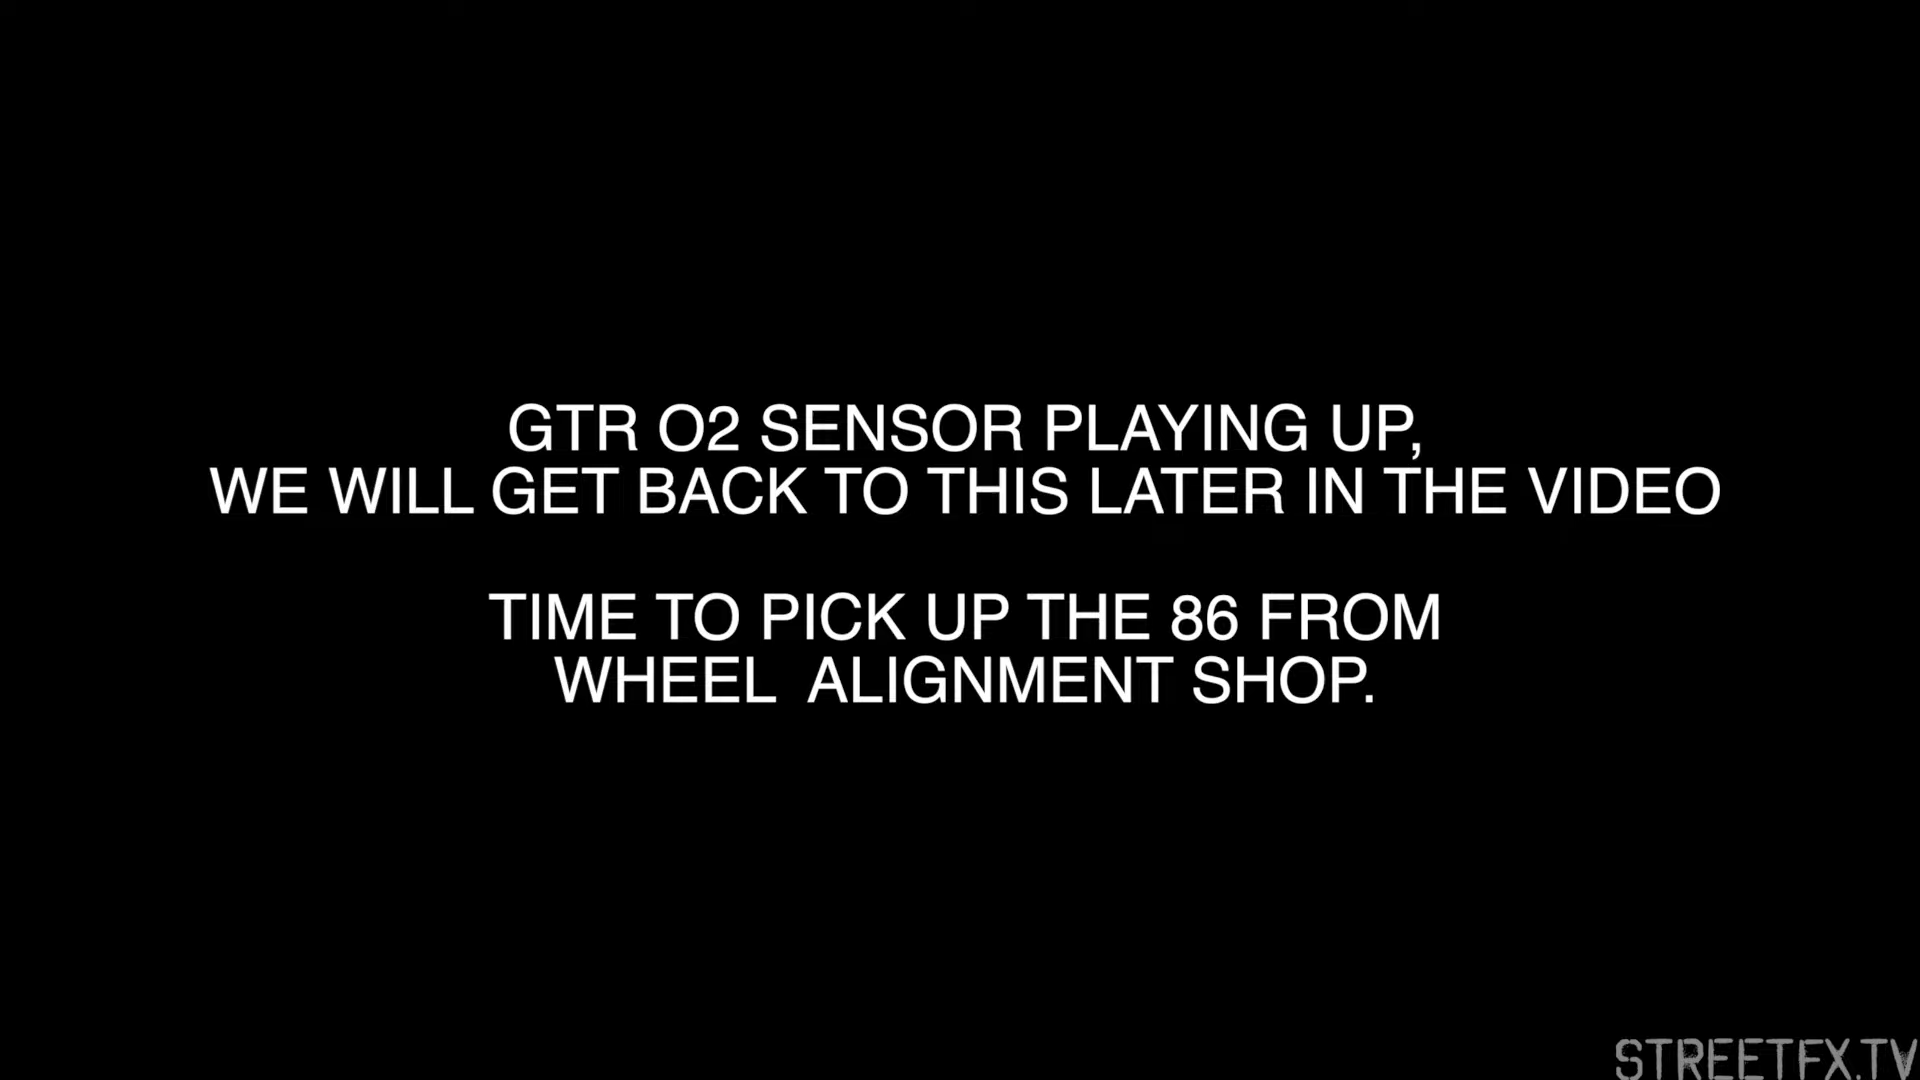 GTR O2 SENSOR PLAYING UP,
WE WILL GET BACK TO THIS LATER IN THE VIDEO
TIME TO PICK UP THE 86 FROM
WHEEL  ALIGNMENT SHOP.
STREETFX.TV